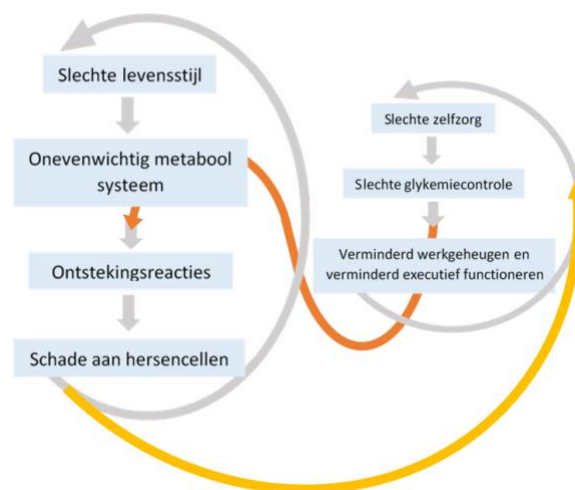 Slechte levensstijl
Onevenwichtig metabool
systeem
Ontstekingsreacties
Schade aan hersencellen
Slechte zelfzorg
Slechte glykemiecontrole
Verminderd werkgeheugen en
verminderd executief functioneren